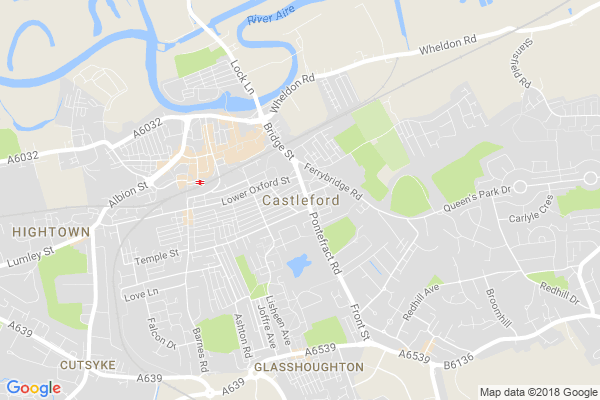 River Aire
Wheldon Rd
Stansfield Rd
Lock Ln
Wheldon Rd
A6032
A6032
Bridge St
Ferrybridge Rd
Albion St
Lower Oxford St
Queen's Park Dr
Castleford
Carlyle Cres
HIGHTOWN
Pontefract Rd
Lumley St
Temple St
Love Ln
Redhill Ave
Redhill Dr
Broomhill
Lisheen Ave
Joffre Ave
Ashton Rd
Front St
Falcon Dr
Barnes Rd
A639
A6539
A6539
B6136
CUTSYKE
GLASSHOUGHTON
A639
A639
Google
Map data ©2018 Google